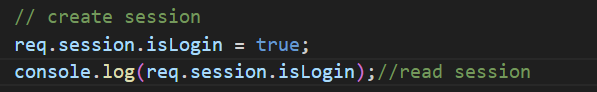 // create session
req.session.isLogin = true;
console.log(req.session.isLogin);//read session